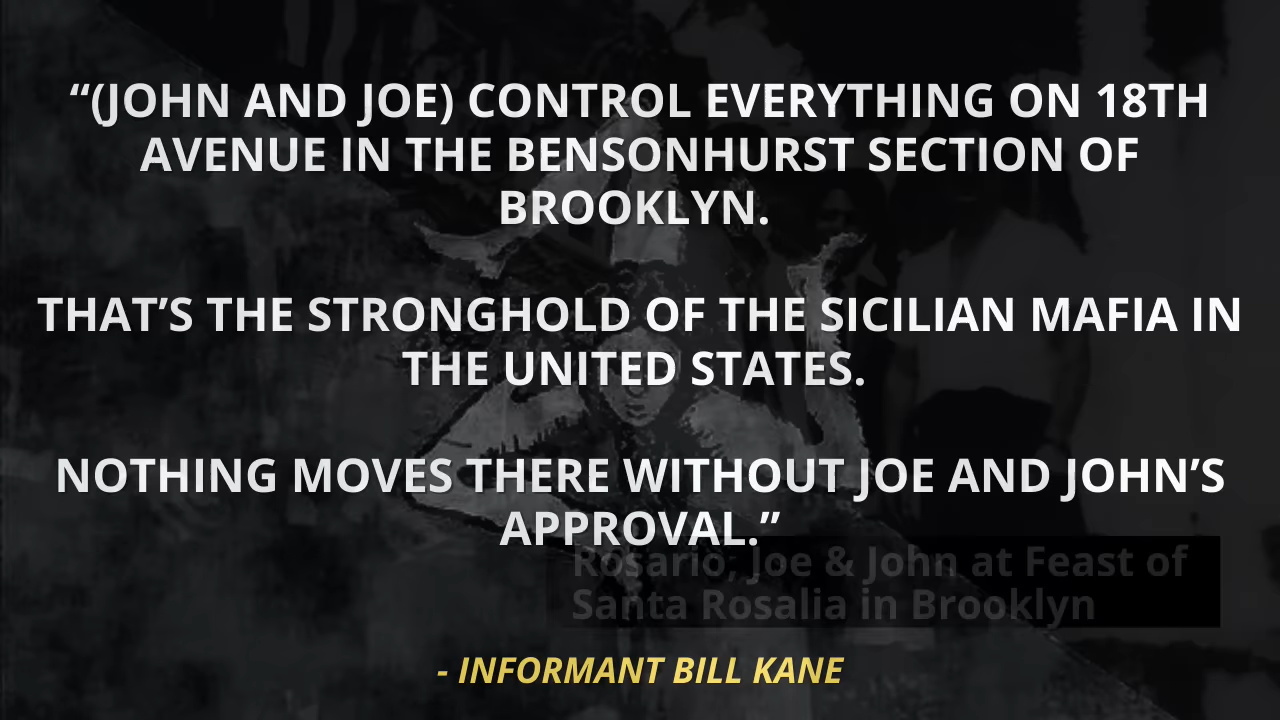 “(JOHN AND JOE) CONTROL EVERYTHING ON 18TH
AVENUE IN THE BENSONHURST SECTION OF
BROOKLYN.
THAT’S THE STRONGHOLD OF THE SICILIAN MAFIA IN
THE UNITED STATES.
NOTHING MOVES THERE WITHOUT JOE AND JOHN’S
APPROVAL.”
Rosario, Joe & John at Feast of
Santa Rosalia in Brooklyn
- INFORMANT BILL KANE